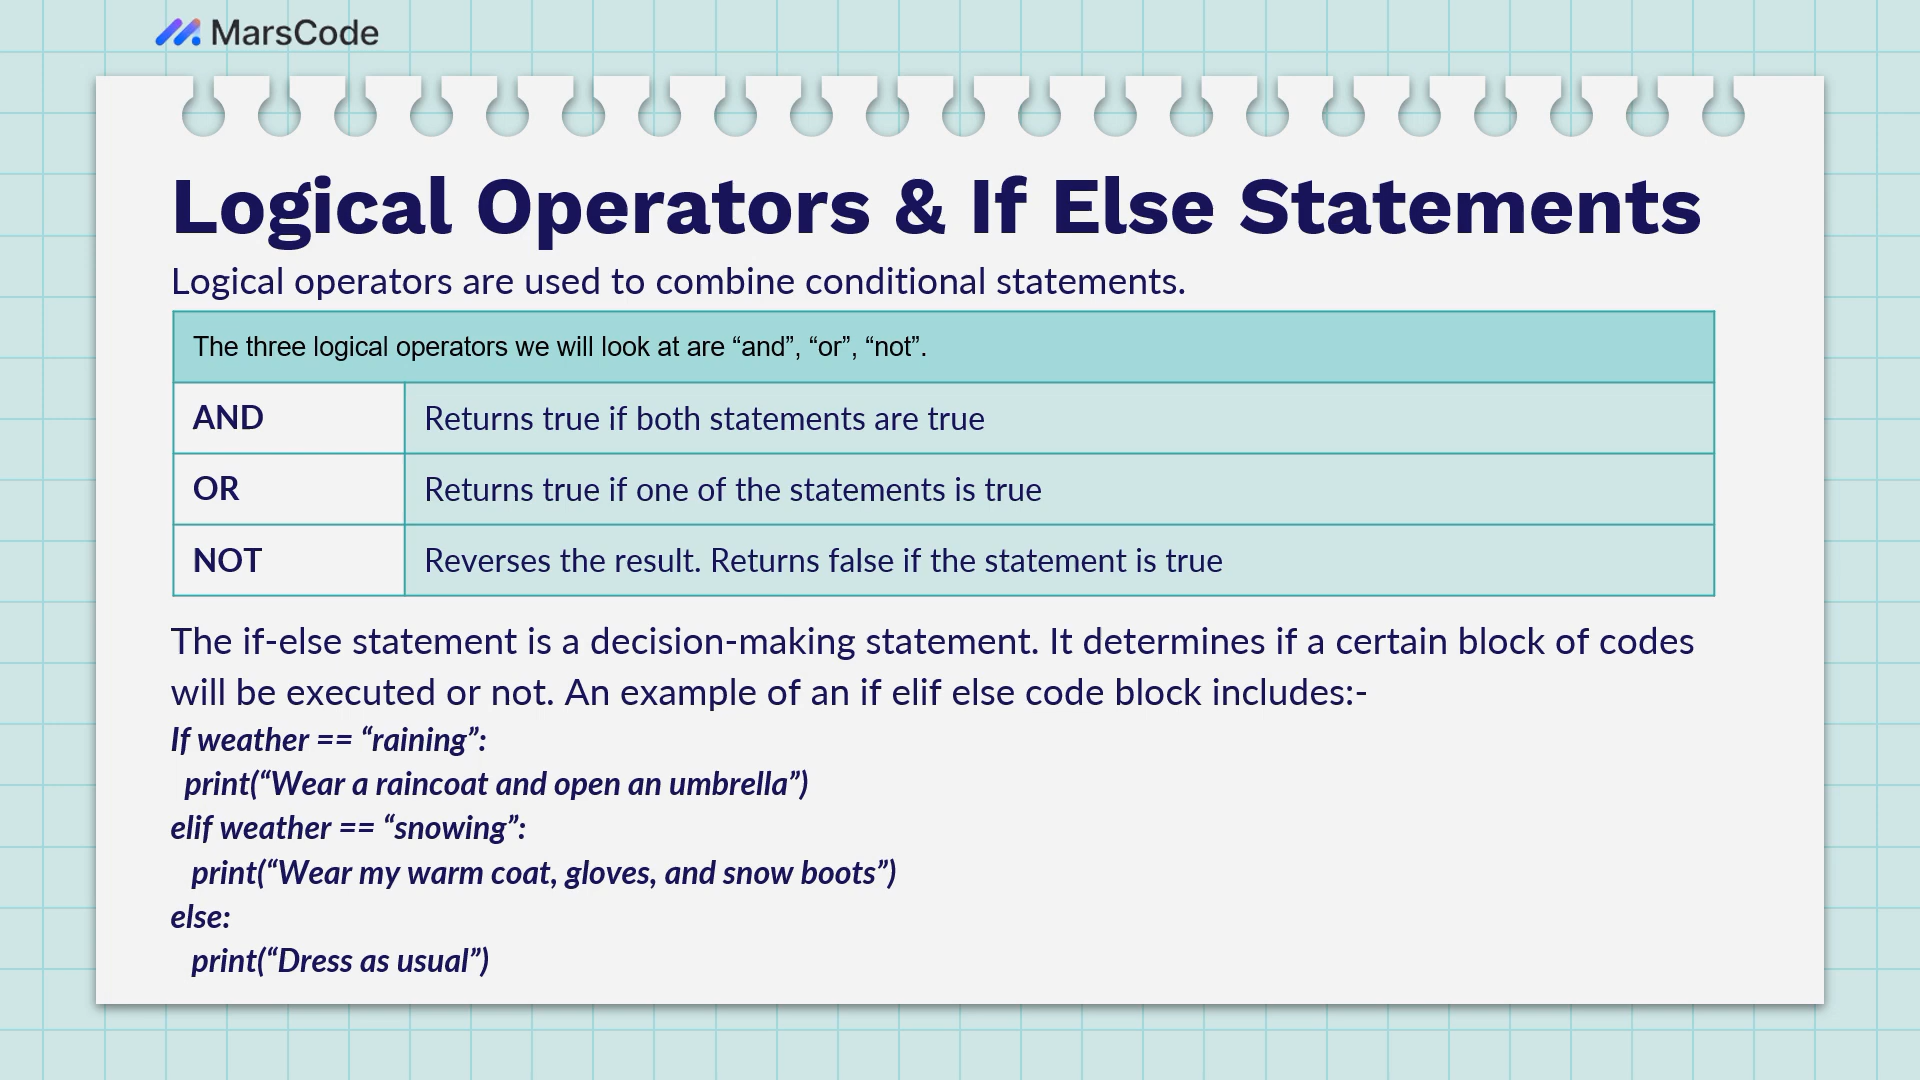 MarsCode
Logical Operators & If Else Statements
Logical operators are used to combine conditional statements.
The three logical operators we will look at are “and”, “or”, “not”.
AND Returns true if both statements are true
OR Returns true if one of the statements is true
NOT Reverses the result. Returns false if the statement is true
The if-else statement is a decision-making statement. It determines if a certain block of codes
will be executed or not. An example of an if elif else code block includes:-
If weather == “raining”:
print(“Wear a raincoat and open an umbrella”)
elif weather == “snowing”:
print(“Wear my warm coat, gloves, and snow boots”)
else:
print(“Dress as usual”)